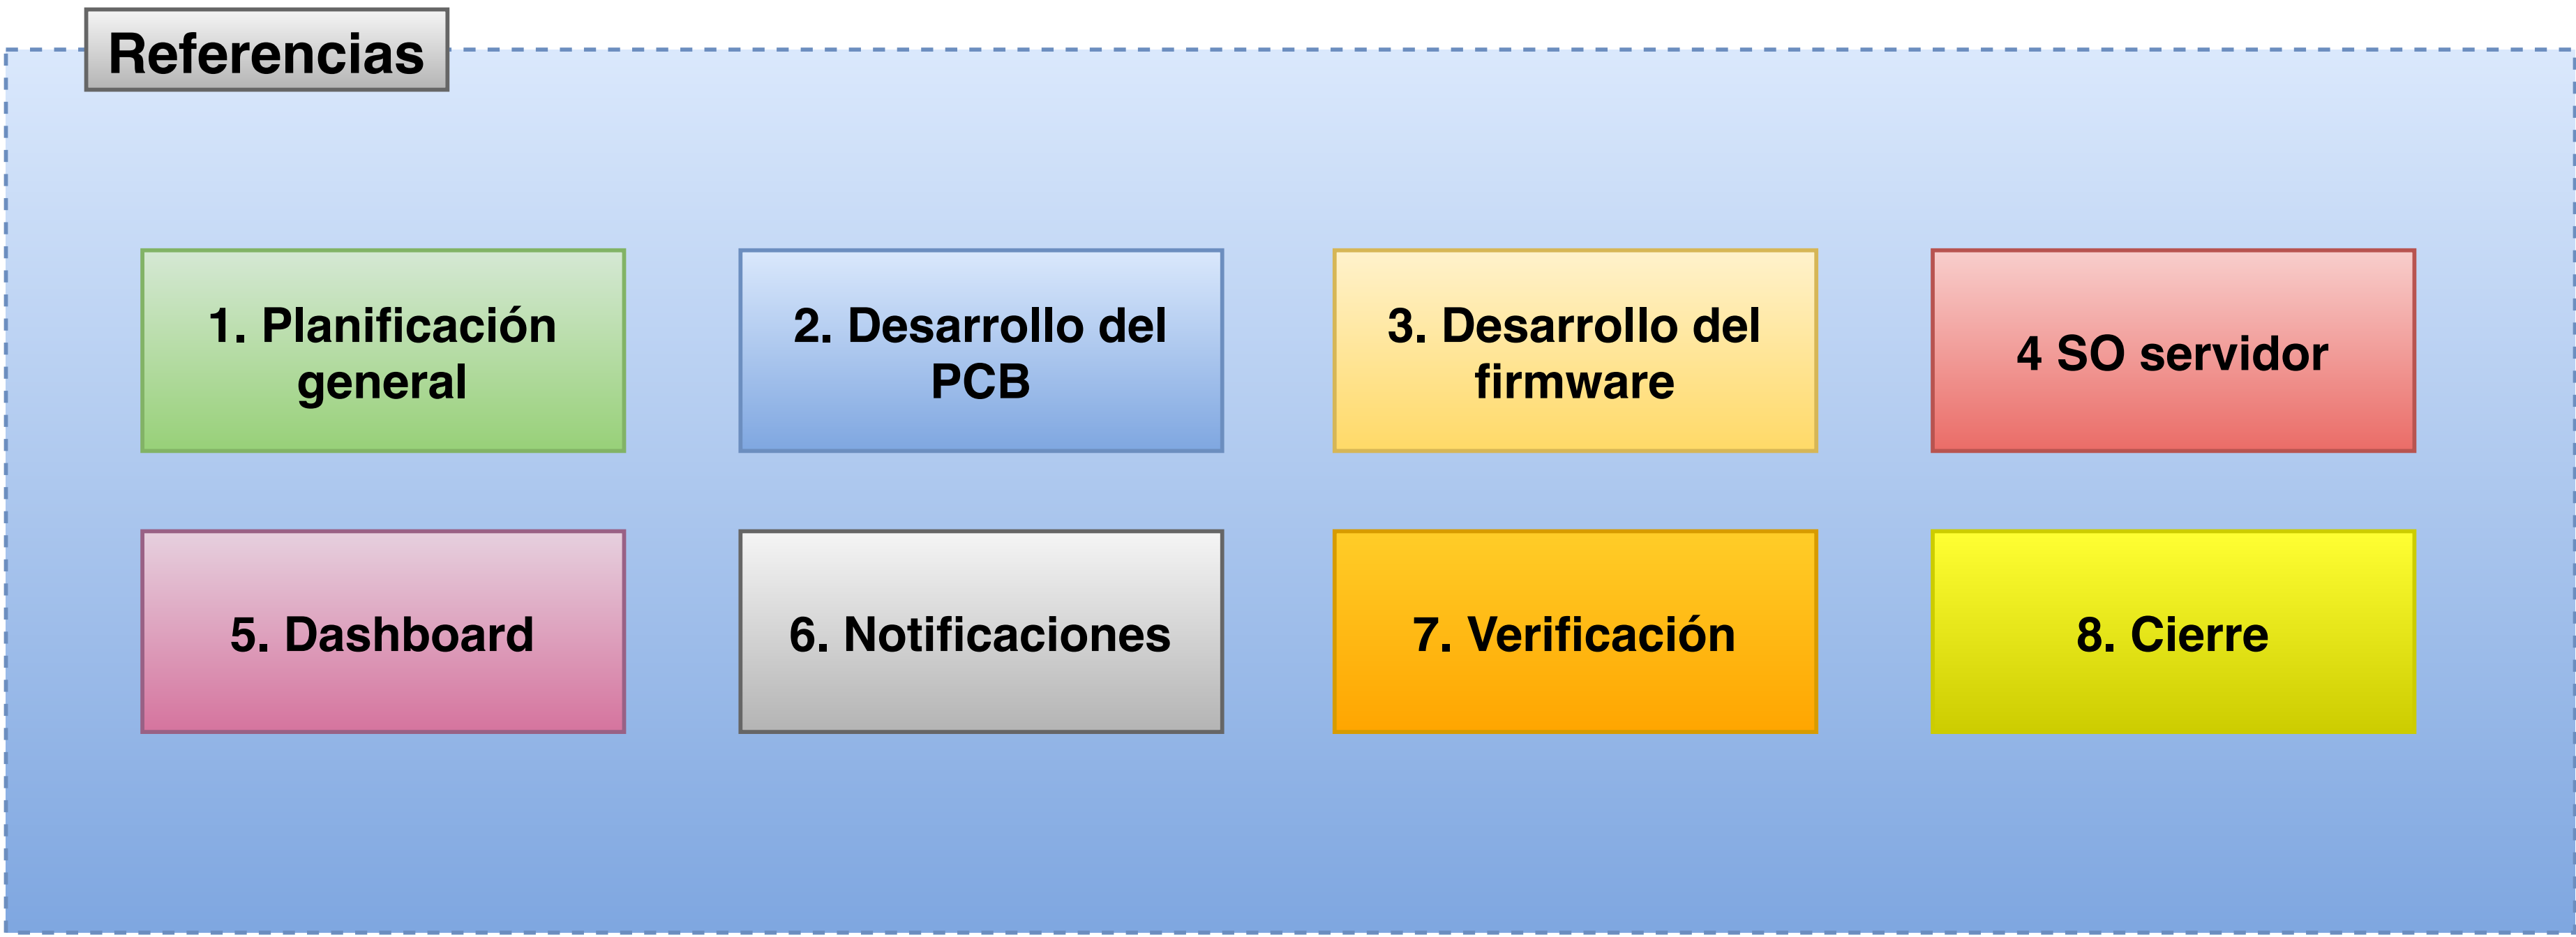 Referencias
1. Planificación
general
2. Desarrollo del
PCB
3. Desarrollo del
firmware
4 SO servidor
5. Dashboard
6. Notificaciones
7. Verificación
8. Cierre